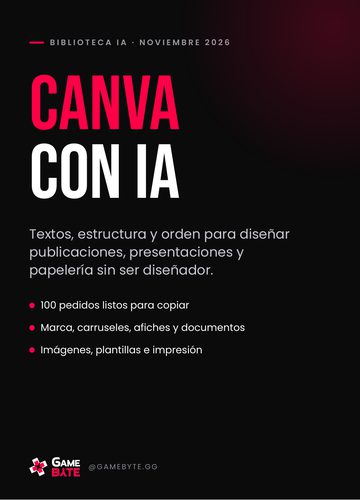 BIBLIOTECA IA · NOVIEMBRE 2026
CANVA
CON IA
Textos, estructura y orden para diseñar
publicaciones, presentaciones y
papelería sin ser diseñador.
100 pedidos listos para copiar
Marca, carruseles, afiches y documentos
Imágenes, plantillas e impresión
GAME
BYTE
@GAMEBYTE.GG